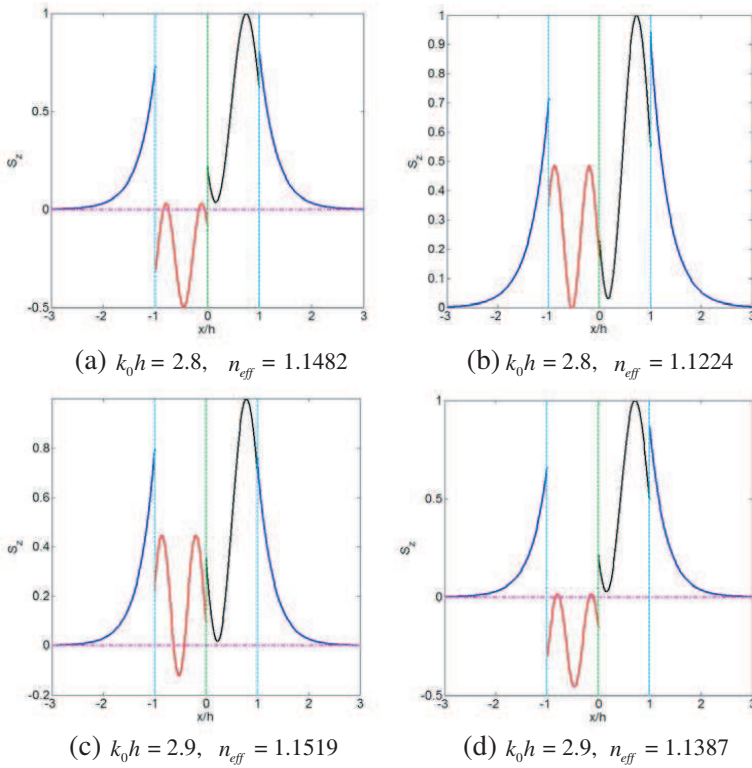 1
0.5
0
-0.5
S_z
-3 -2 -1 0 1 2 3
x/h
(a) k₀h = 2.8, n_eff = 1.1482
1
0.9
0.8
0.7
0.6
0.5
0.4
0.3
0.2
0.1
0
S_z
-3 -2 -1 0 1 2 3
x/h
(b) k₀h = 2.8, n_eff = 1.1224
0.8
0.6
0.4
0.2
0
-0.2
S_z
-3 -2 -1 0 1 2 3
x/h
(c) k₀h = 2.9, n_eff = 1.1519
1
0.5
0
-0.5
S_z
-3 -2 -1 0 1 2 3
x/h
(d) k₀h = 2.9, n_eff = 1.1387